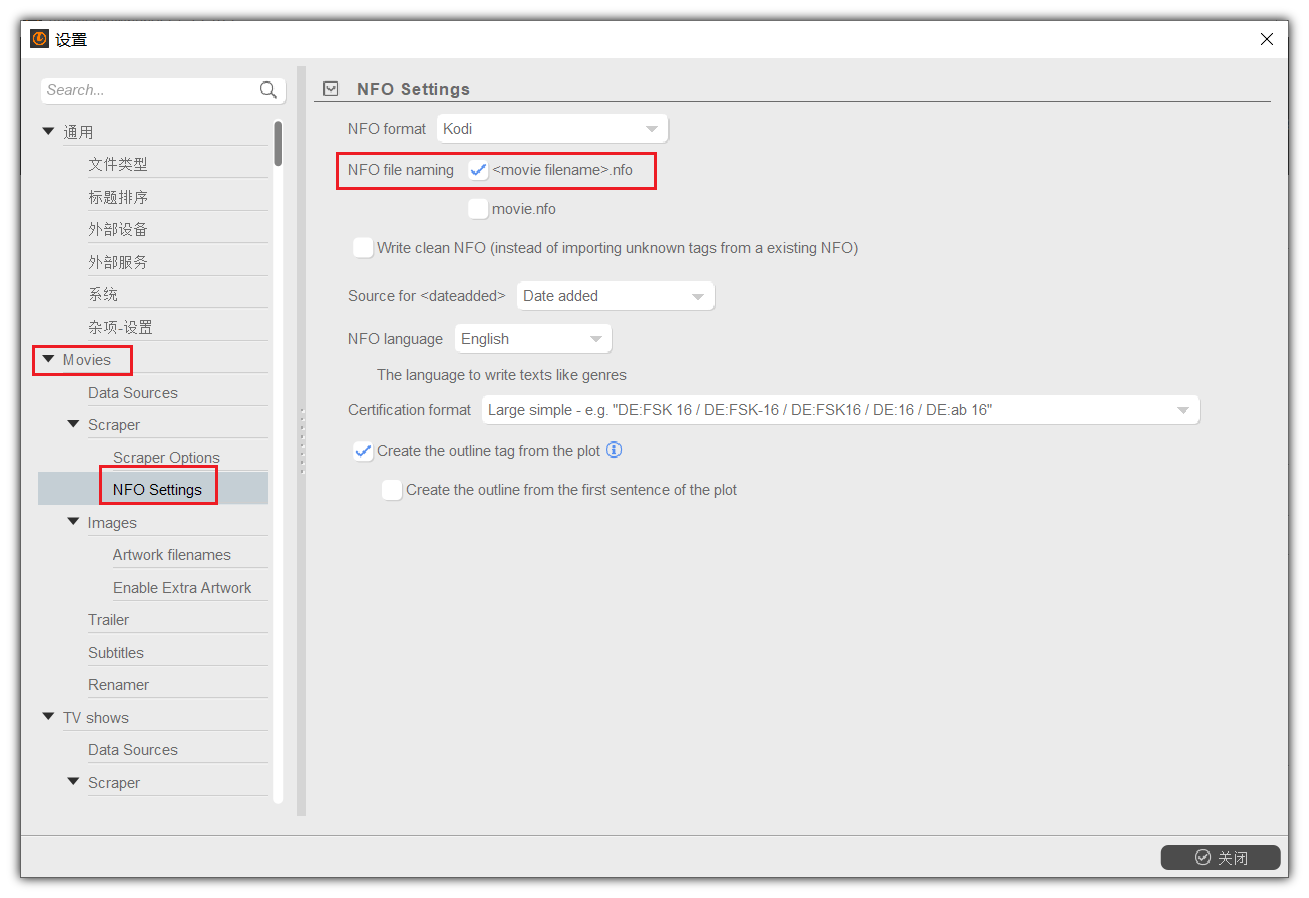 设置
Search...
通用
文件类型
标题排序
外部设备
外部服务
系统
杂项-设置
Movies
Data Sources
Scraper
Scraper Options
NFO Settings
Images
Artwork filenames
Enable Extra Artwork
Trailer
Subtitles
Renamer
TV shows
Data Sources
Scraper
NFO Settings
NFO format Kodi
NFO file naming <movie filename>.nfo
movie.nfo
Write clean NFO (instead of importing unknown tags from a existing NFO)
Source for <dateadded> Date added
NFO language English
The language to write texts like genres
Certification format Large simple - e.g. "DE:FSK 16 / DE:FSK-16 / DE:FSK16 / DE:16 / DE:ab 16"
Create the outline tag from the plot
Create the outline from the first sentence of the plot
关闭